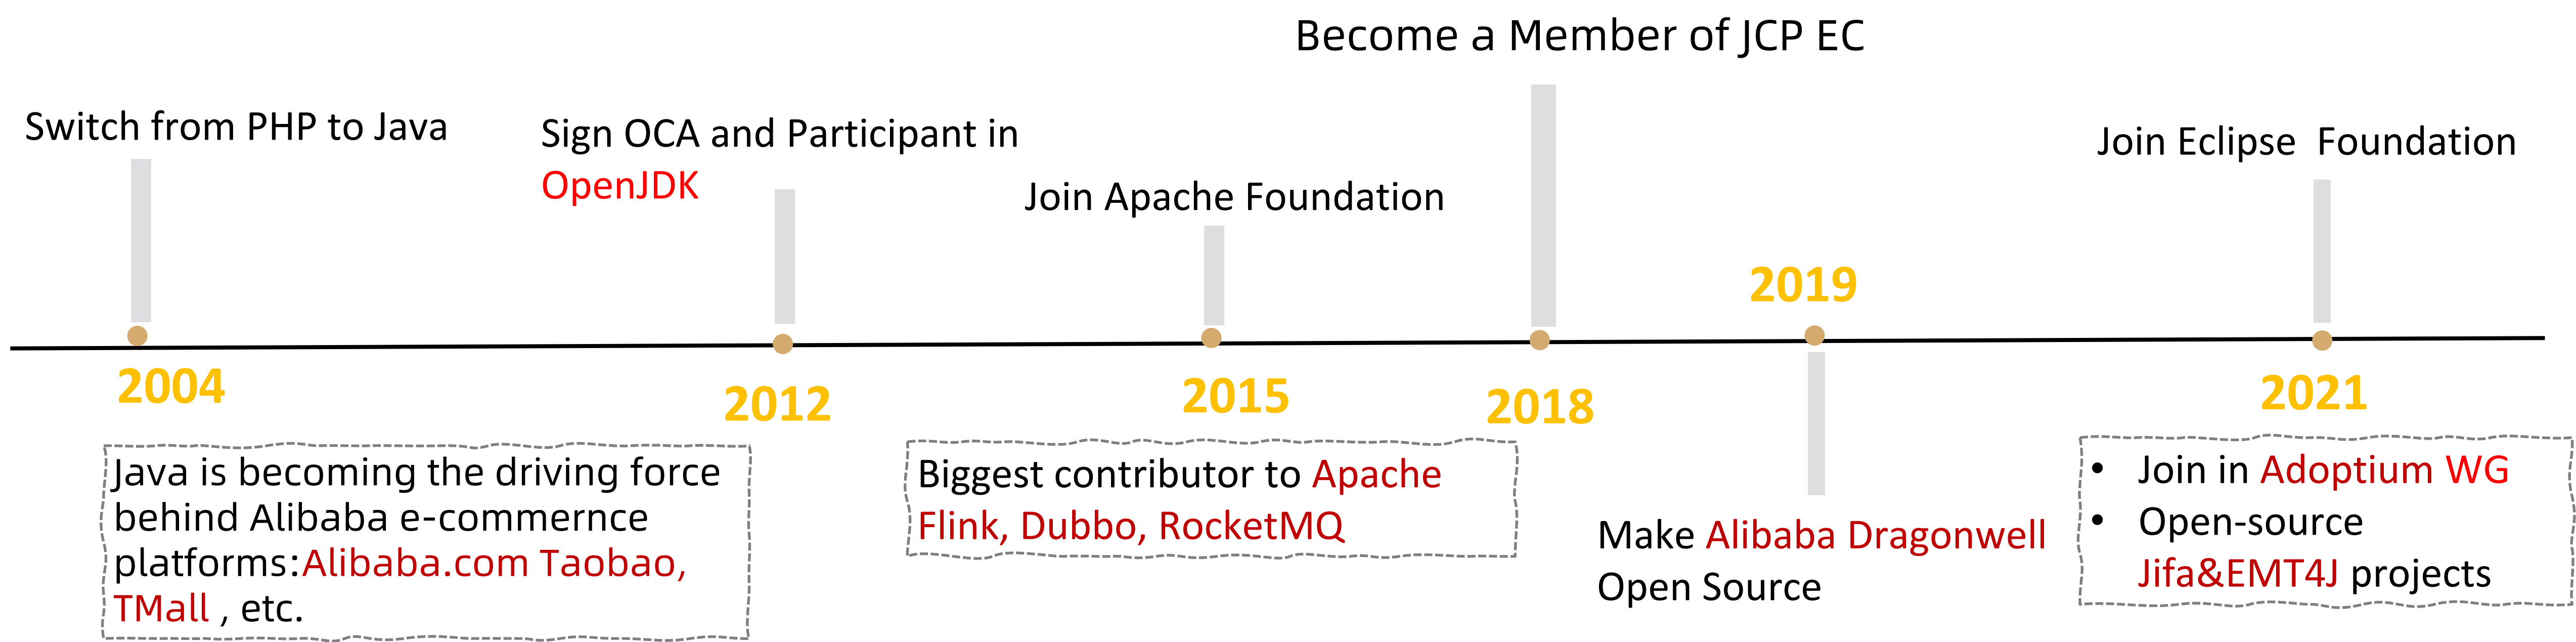 Become a Member of JCP EC
Switch from PHP to Java
Sign OCA and Participant in
OpenJDK
Join Apache Foundation
Join Eclipse Foundation
2019
2004
2012
2015
2018
2021
Java is becoming the driving force
behind Alibaba e-commernce
platforms:Alibaba.com Taobao,
TMall , etc.
Biggest contributor to Apache
Flink, Dubbo, RocketMQ
Make Alibaba Dragonwell
Open Source
• Join in Adoptium WG
• Open-source
Jifa&EMT4J projects